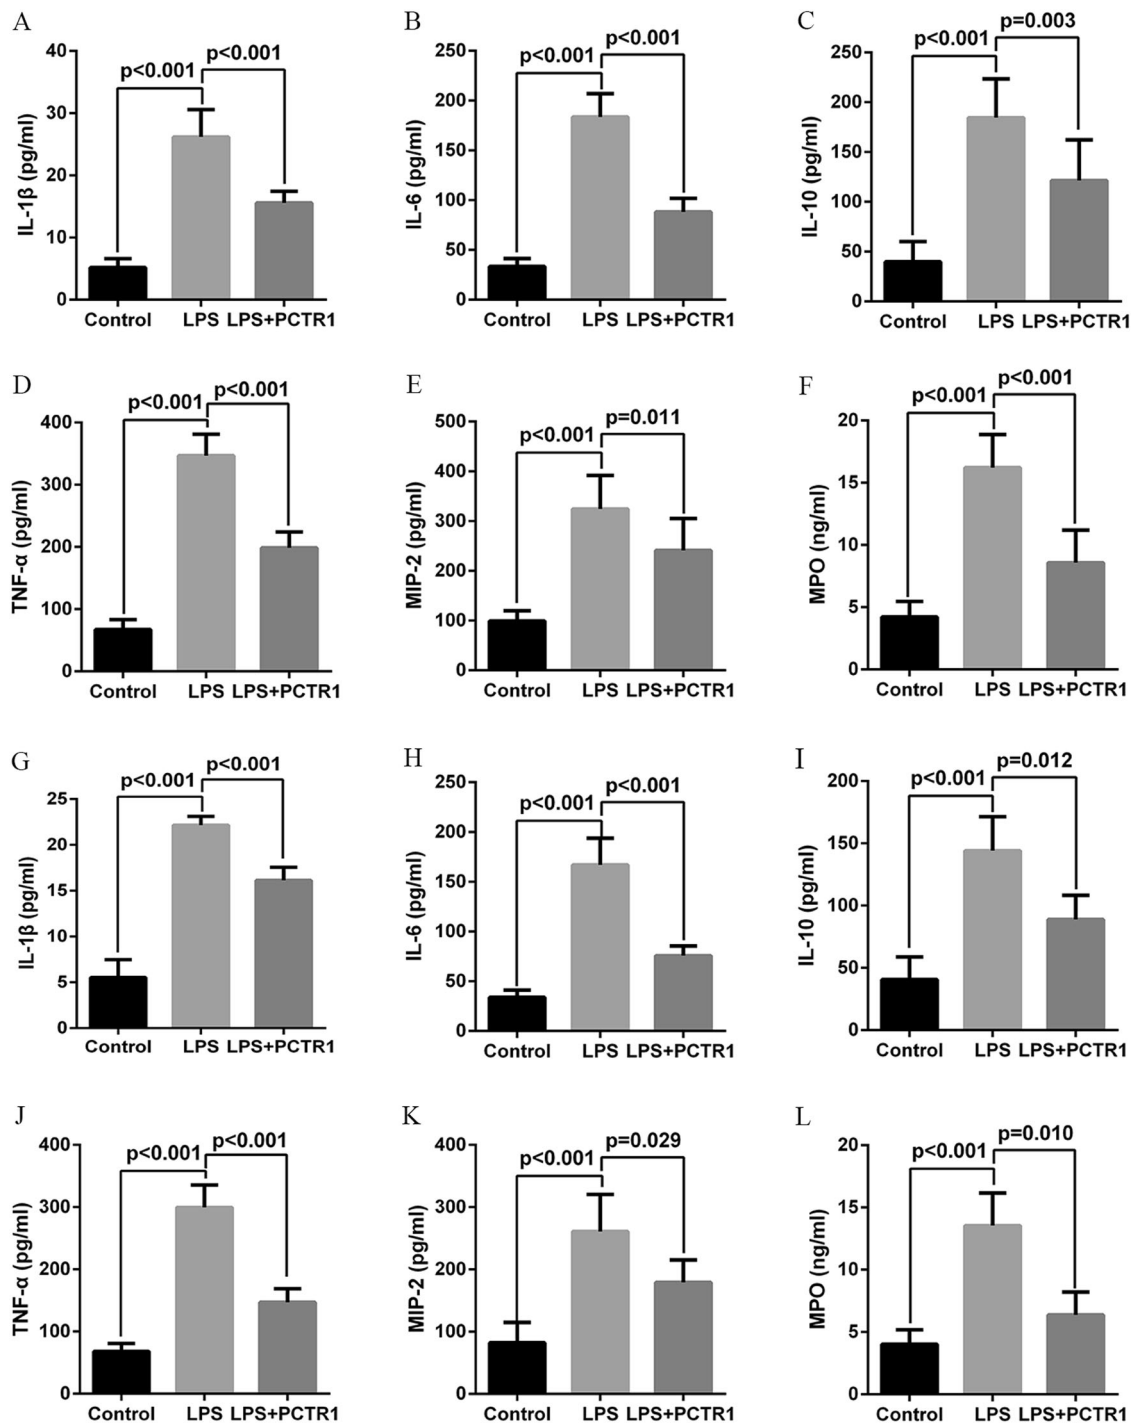 A
IL-1β (pg/ml)
40
30
20
10
0
p<0.001
p<0.001
Control LPS LPS+PCTR1
B
IL-6 (pg/ml)
250
200
150
100
50
0
p<0.001
p<0.001
Control LPS LPS+PCTR1
C
IL-10 (pg/ml)
250
200
150
100
50
0
p<0.001
p=0.003
Control LPS LPS+PCTR1
D
TNF-α (pg/ml)
400
300
200
100
0
p<0.001
p<0.001
Control LPS LPS+PCTR1
E
MIP-2 (pg/ml)
500
400
300
200
100
0
p<0.001
p=0.011
Control LPS LPS+PCTR1
F
MPO (ng/ml)
20
15
10
5
0
p<0.001
p<0.001
Control LPS LPS+PCTR1
G
IL-1β (pg/ml)
25
20
15
10
5
0
p<0.001
p<0.001
Control LPS LPS+PCTR1
H
IL-6 (pg/ml)
250
200
150
100
50
0
p<0.001
p<0.001
Control LPS LPS+PCTR1
I
IL-10 (pg/ml)
200
150
100
50
0
p<0.001
p=0.012
Control LPS LPS+PCTR1
J
TNF-α (pg/ml)
400
300
200
100
0
p<0.001
p<0.001
Control LPS LPS+PCTR1
K
MIP-2 (pg/ml)
400
300
200
100
0
p<0.001
p=0.029
Control LPS LPS+PCTR1
L
MPO (ng/ml)
20
15
10
5
0
p<0.001
p=0.010
Control LPS LPS+PCTR1